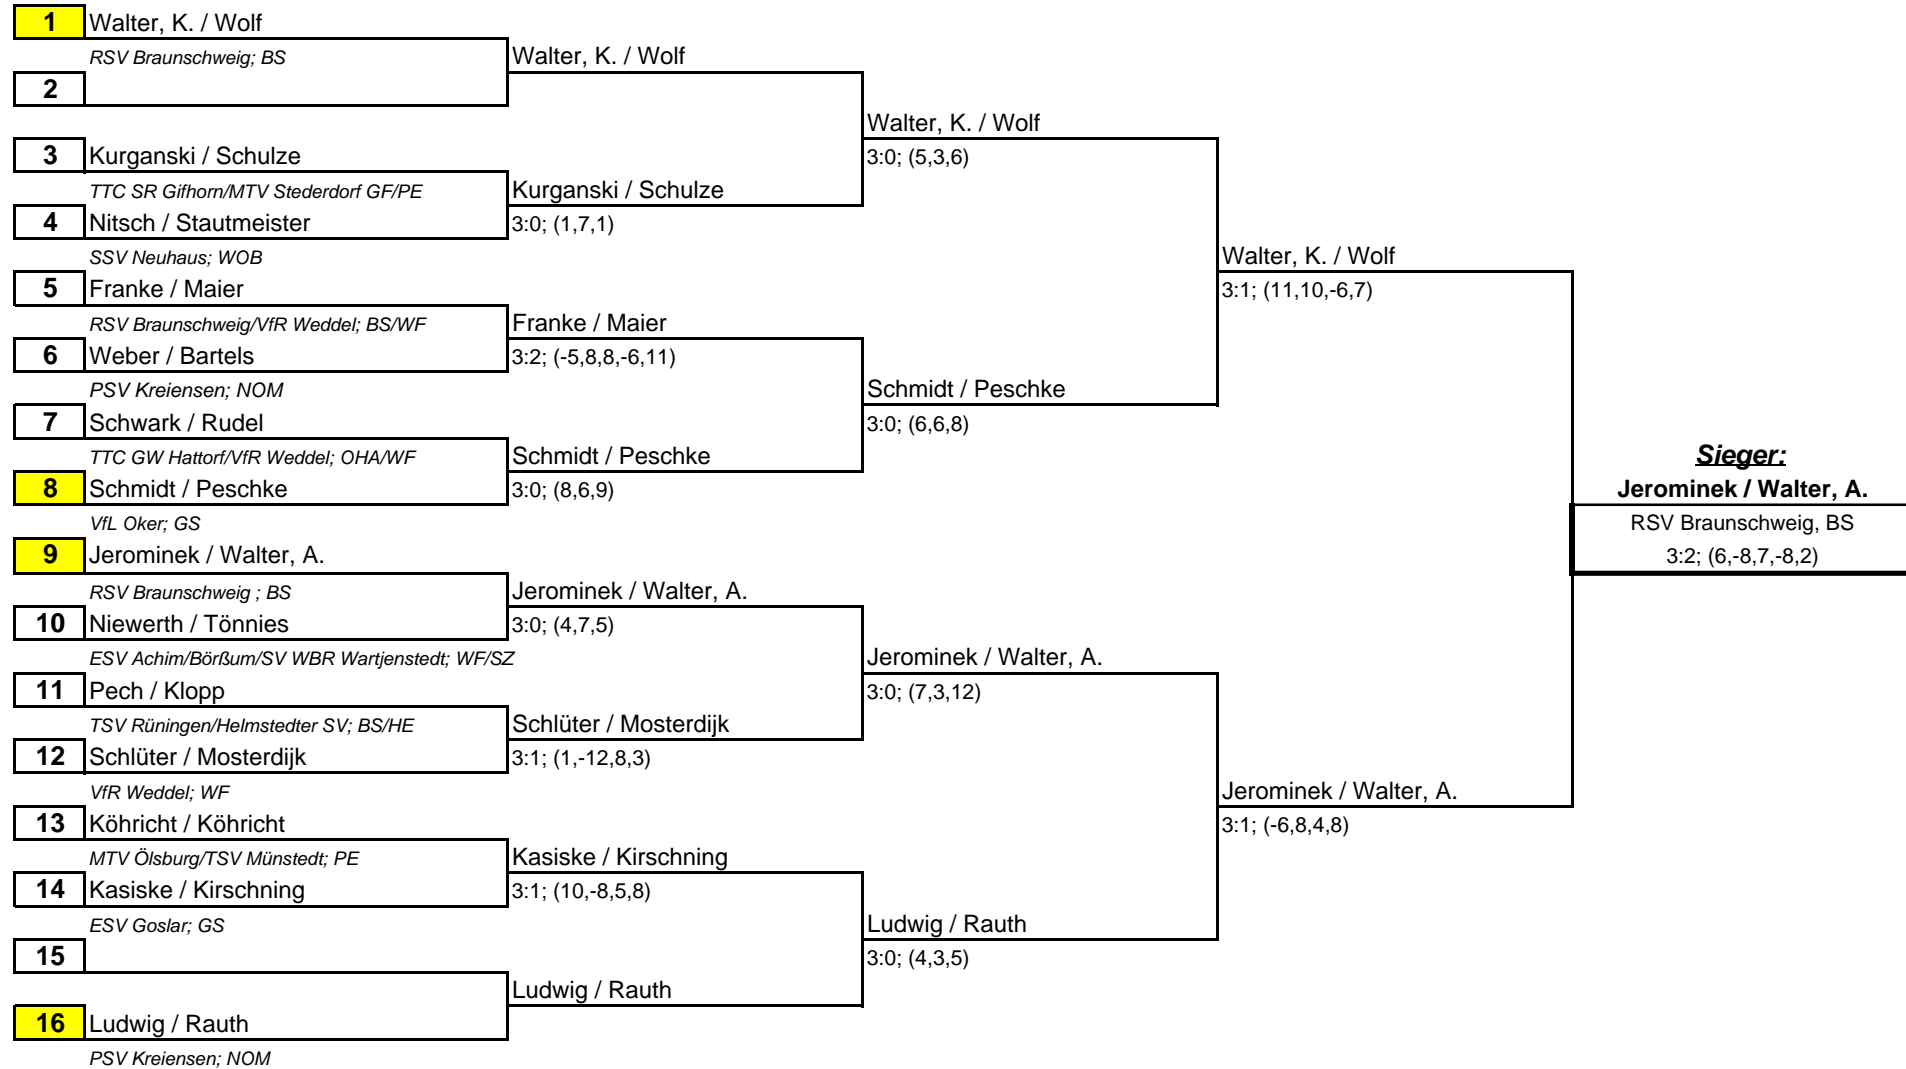 1 Walter, K. / Wolf
RSV Braunschweig; BS
Walter, K. / Wolf
2
Walter, K. / Wolf
3 Kurganski / Schulze
3:0; (5,3,6)
TTC SR Gifhorn/MTV Stederdorf GF/PE
Kurganski / Schulze
4 Nitsch / Stautmeister
3:0; (1,7,1)
SSV Neuhaus; WOB
Walter, K. / Wolf
5 Franke / Maier
3:1; (11,10,-6,7)
RSV Braunschweig/VfR Weddel; BS/WF
Franke / Maier
6 Weber / Bartels
3:2; (-5,8,8,-6,11)
PSV Kreiensen; NOM
Schmidt / Peschke
7 Schwark / Rudel
3:0; (6,6,8)
TTC GW Hattorf/VfR Weddel; OHA/WF
Schmidt / Peschke
Sieger:
8 Schmidt / Peschke
3:0; (8,6,9)
Jerominek / Walter, A.
VfL Oker; GS
RSV Braunschweig, BS
9 Jerominek / Walter, A.
3:2; (6,-8,7,-8,2)
RSV Braunschweig ; BS
Jerominek / Walter, A.
10 Niewerth / Tönnies
3:0; (4,7,5)
ESV Achim/Börßum/SV WBR Wartjenstedt; WF/SZ
Jerominek / Walter, A.
11 Pech / Klopp
3:0; (7,3,12)
TSV Rüningen/Helmstedter SV; BS/HE
Schlüter / Mosterdijk
12 Schlüter / Mosterdijk
3:1; (1,-12,8,3)
VfR Weddel; WF
Jerominek / Walter, A.
13 Köhricht / Köhricht
3:1; (-6,8,4,8)
MTV Ölsburg/TSV Münstedt; PE
Kasiske / Kirschning
14 Kasiske / Kirschning
3:1; (10,-8,5,8)
ESV Goslar; GS
Ludwig / Rauth
15
3:0; (4,3,5)
Ludwig / Rauth
16 Ludwig / Rauth
PSV Kreiensen; NOM